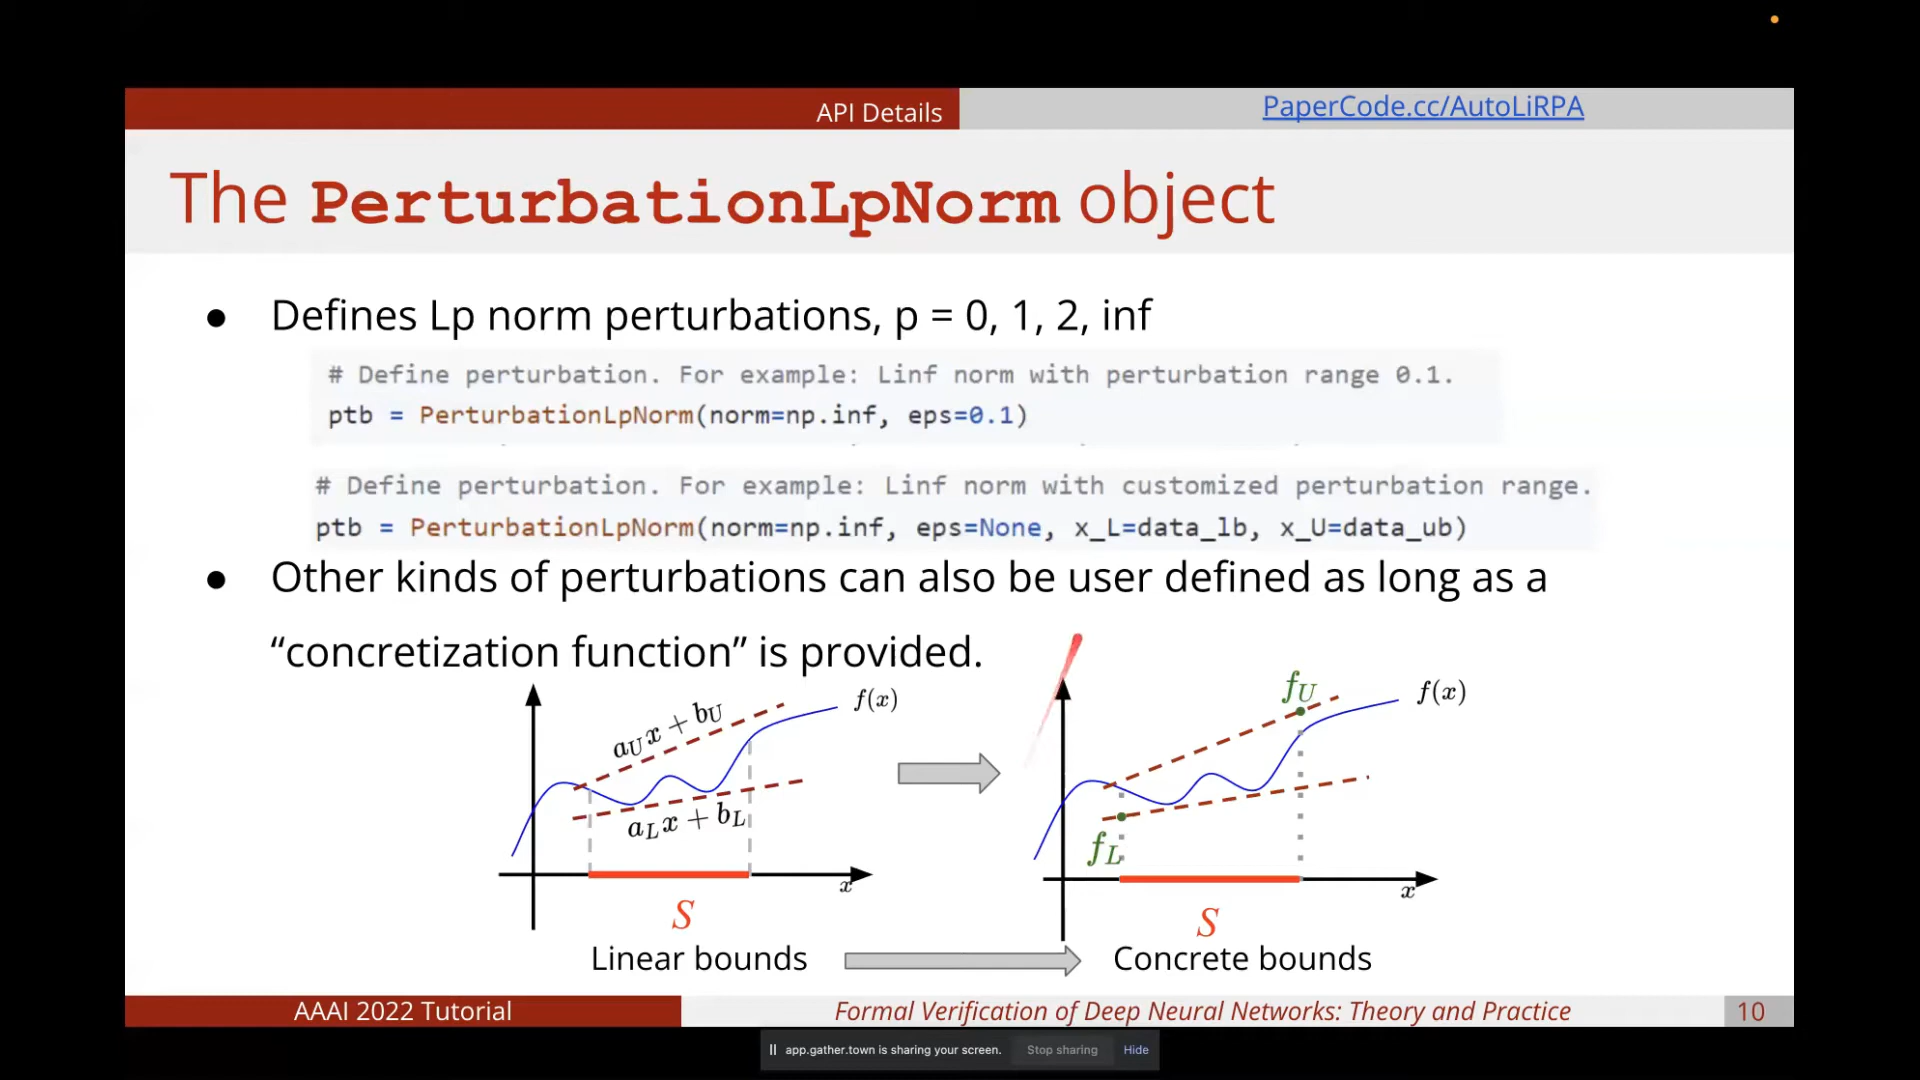 API Details
PaperCode.cc/AutoLiRPA
The PerturbationLpNorm object
● Defines Lp norm perturbations, p = 0, 1, 2, inf
# Define perturbation. For example: Linf norm with perturbation range 0.1.
ptb = PerturbationLpNorm(norm=np.inf, eps=0.1)
# Define perturbation. For example: Linf norm with customized perturbation range.
ptb = PerturbationLpNorm(norm=np.inf, eps=None, x_L=data_lb, x_U=data_ub)
● Other kinds of perturbations can also be user defined as long as a
“concretization function” is provided.
a_U x + b_U
f(x)
a_L x + b_L
x
S
f_U
f(x)
f_L
x
S
Linear bounds
Concrete bounds
AAAI 2022 Tutorial
Formal Verification of Deep Neural Networks: Theory and Practice
10
app.gather.town is sharing your screen.
Stop sharing
Hide